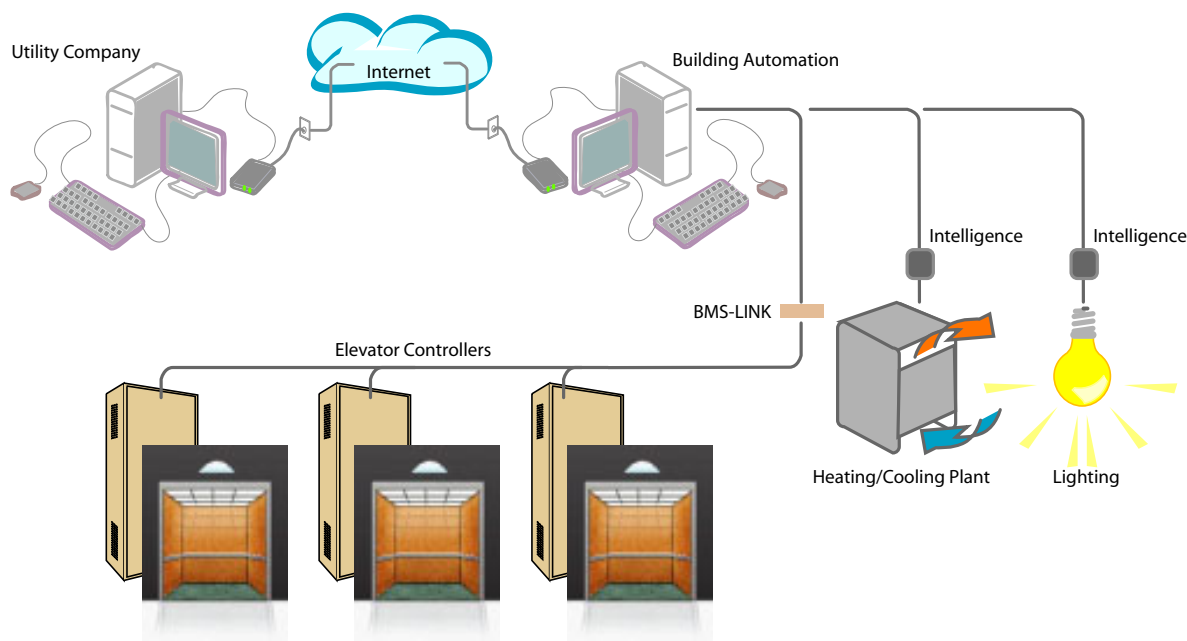 Utility Company
Internet
Building Automation
Intelligence
Intelligence
BMS-LINK
Elevator Controllers
Heating/Cooling Plant
Lighting